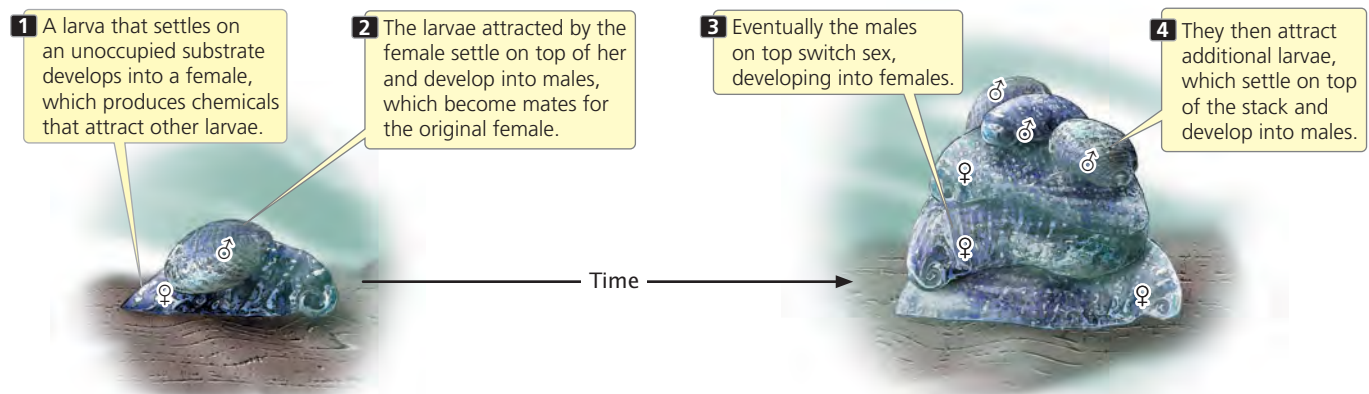 1 A larva that settles on
an unoccupied substrate
develops into a female,
which produces chemicals
that attract other larvae.
2 The larvae attracted by the
female settle on top of her
and develop into males,
which become mates for
the original female.
♂
♀
Time
3 Eventually the males
on top switch sex,
developing into females.
4 They then attract
additional larvae,
which settle on top
of the stack and
develop into males.
♂
♂
♂
♀
♀
♀